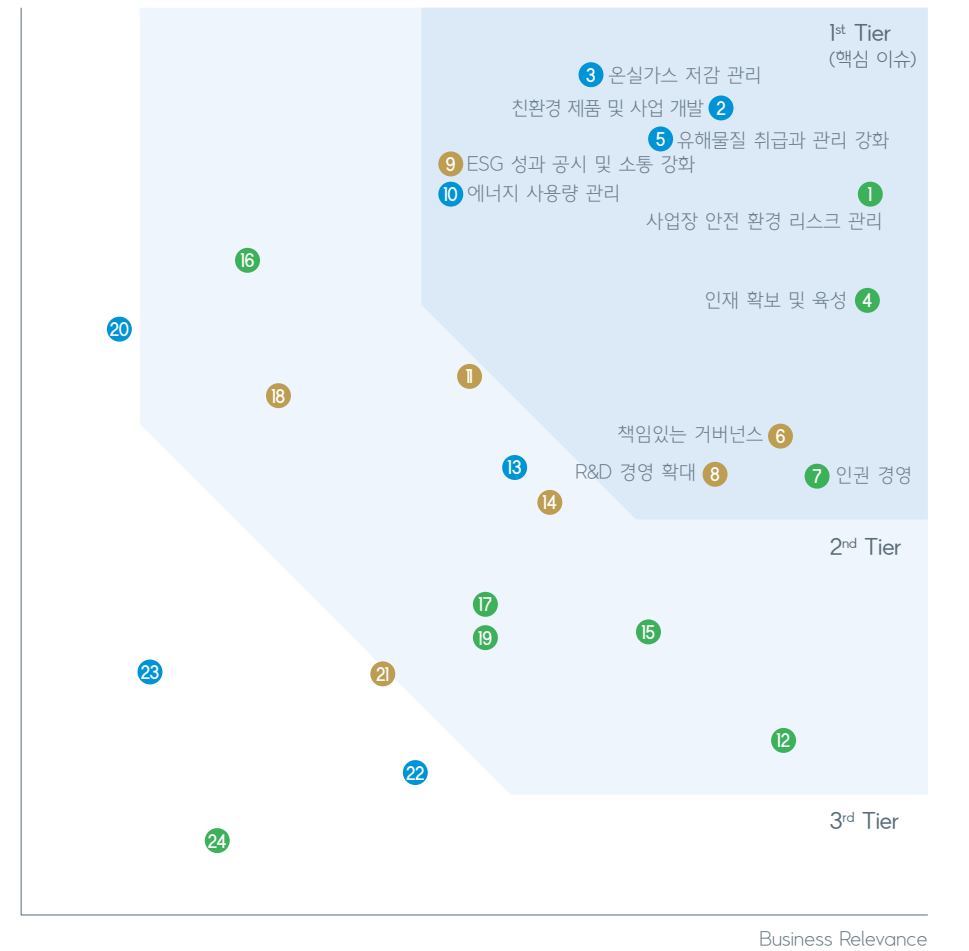 1st Tier
(핵심 이슈)
3 온실가스 저감 관리
친환경 제품 및 사업 개발 2
5 유해물질 취급과 관리 강화
9 ESG 성과 공시 및 소통 강화
10 에너지 사용량 관리
1
사업장 안전 환경 리스크 관리
16
인재 확보 및 육성 4
20
11
18
책임있는 거버넌스 6
13
R&D 경영 확대 8
7 인권 경영
14
2nd Tier
17
15
19
23
21
12
22
3rd Tier
24
Business Relevance